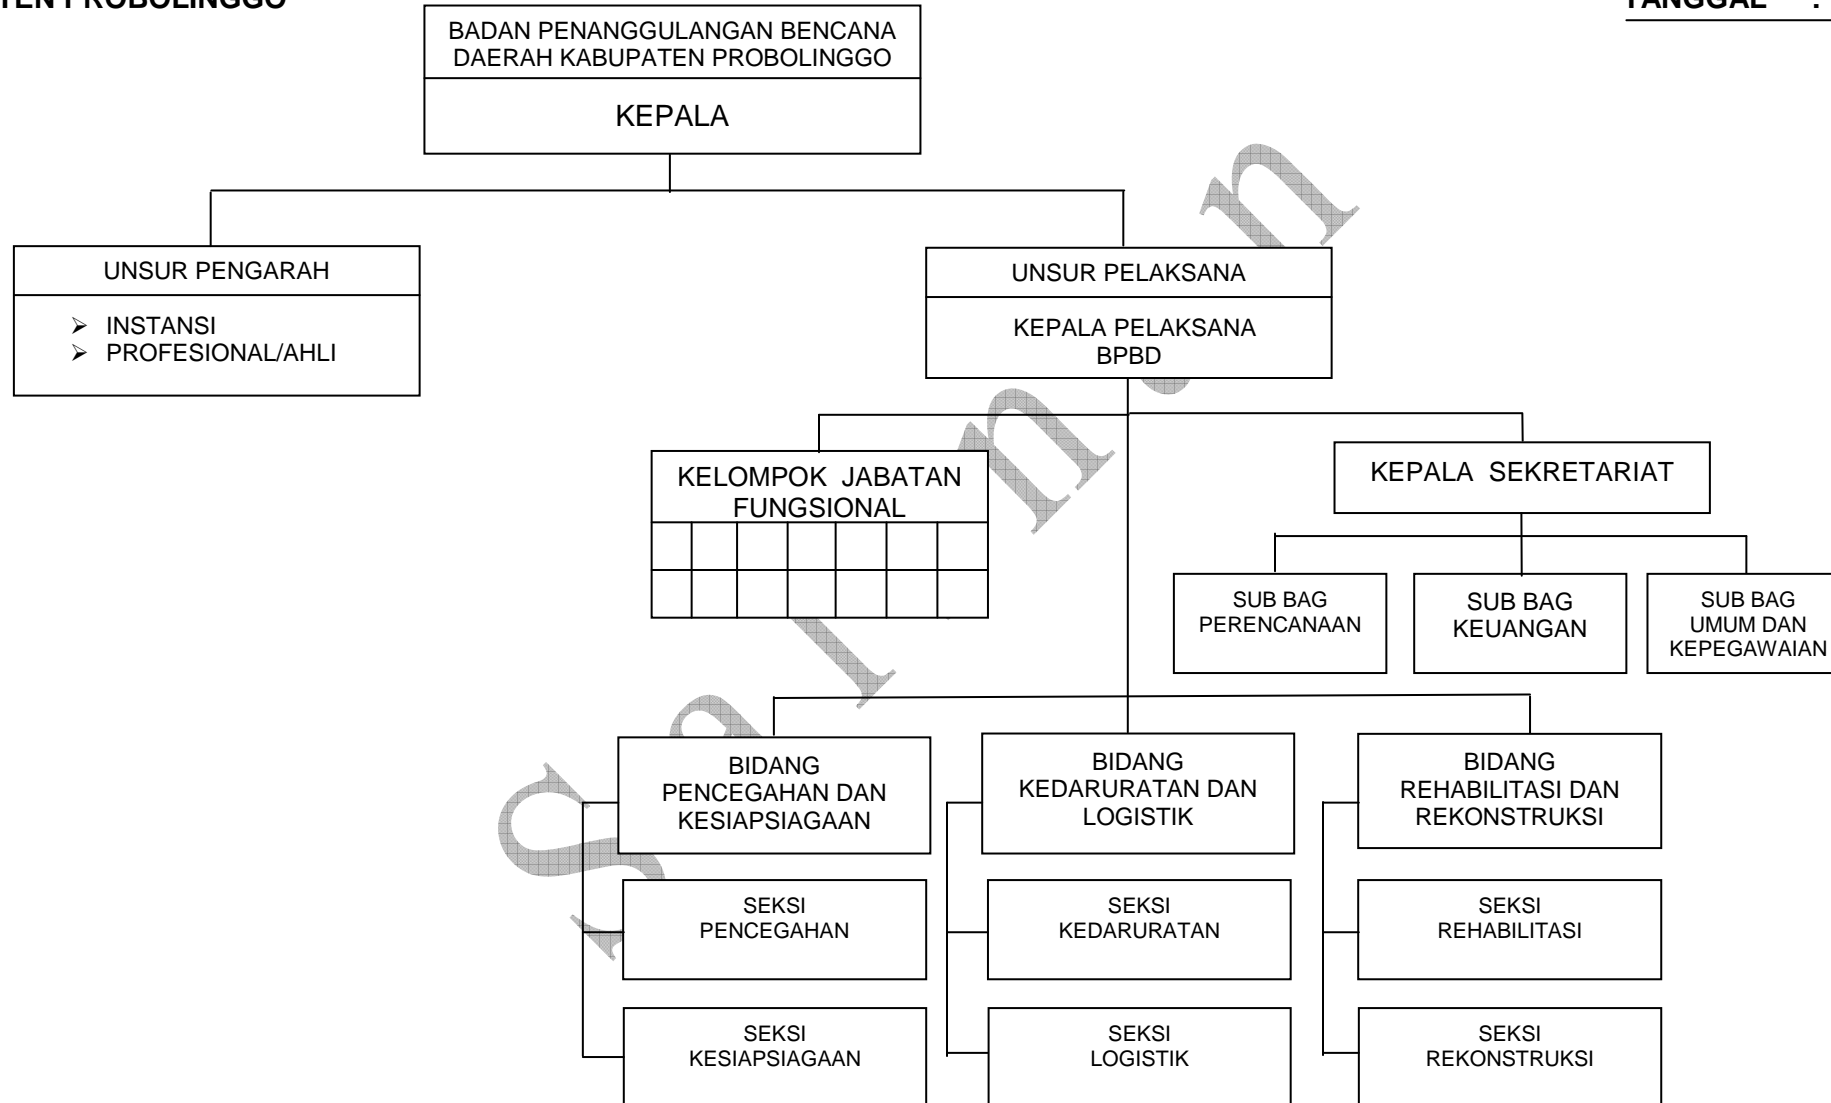 TEN PROBOLINGGO
TANGGAL :
BADAN PENANGGULANGAN BENCANA
DAERAH KABUPATEN PROBOLINGGO
KEPALA
UNSUR PENGARAH
➢ INSTANSI
➢ PROFESIONAL/AHLI
UNSUR PELAKSANA
KEPALA PELAKSANA
BPBD
KELOMPOK JABATAN
FUNGSIONAL
KEPALA SEKRETARIAT
SUB BAG
PERENCANAAN
SUB BAG
KEUANGAN
SUB BAG
UMUM DAN
KEPEGAWAIAN
BIDANG
PENCEGAHAN DAN
KESIAPSIAGAAN
BIDANG
KEDARURATAN DAN
LOGISTIK
BIDANG
REHABILITASI DAN
REKONSTRUKSI
SEKSI
PENCEGAHAN
SEKSI
KEDARURATAN
SEKSI
REHABILITASI
SEKSI
KESIAPSIAGAAN
SEKSI
LOGISTIK
SEKSI
REKONSTRUKSI